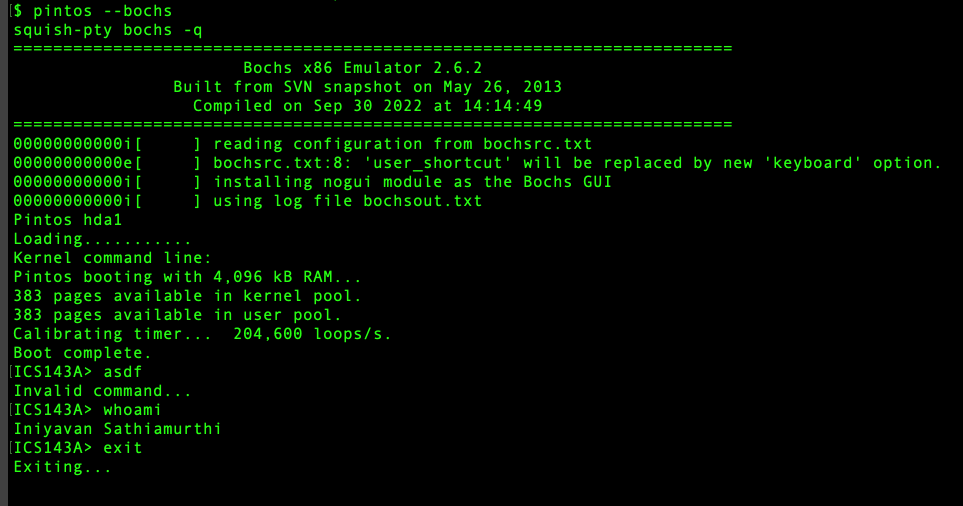 [$ pintos --bochs
squish-pty bochs -q
========================================================================
Bochs x86 Emulator 2.6.2
Built from SVN snapshot on May 26, 2013
Compiled on Sep 30 2022 at 14:14:49
========================================================================
00000000000i[     ] reading configuration from bochsrc.txt
00000000000e[     ] bochsrc.txt:8: 'user_shortcut' will be replaced by new 'keyboard' option.
00000000000i[     ] installing nogui module as the Bochs GUI
00000000000i[     ] using log file bochsout.txt
Pintos hda1
Loading...........
Kernel command line:
Pintos booting with 4,096 kB RAM...
383 pages available in kernel pool.
383 pages available in user pool.
Calibrating timer...  204,600 loops/s.
Boot complete.
[ICS143A> asdf
Invalid command...
[ICS143A> whoami
Iniyavan Sathiamurthi
[ICS143A> exit
Exiting...